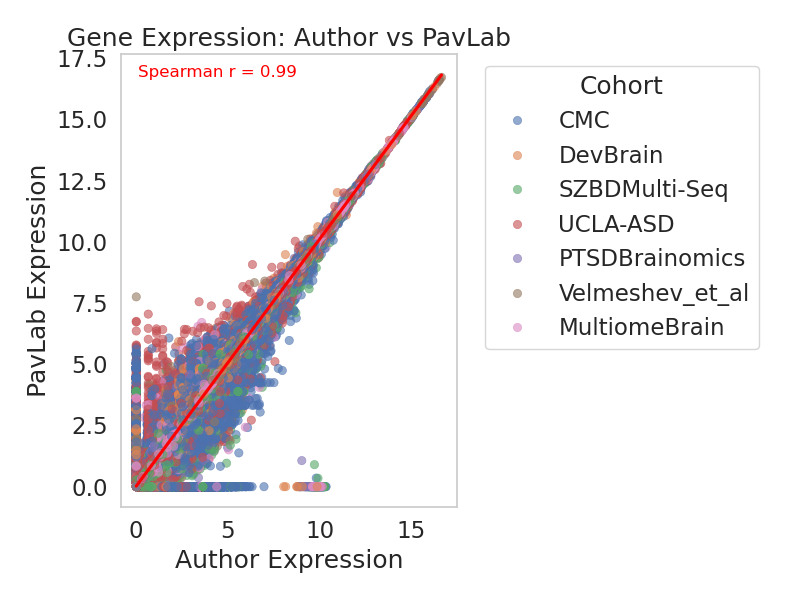 Gene Expression: Author vs PavLab
Spearman r = 0.99
17.5
15.0
12.5
10.0
7.5
5.0
2.5
0.0
PavLab Expression
0
5
10
15
Author Expression
Cohort
CMC
DevBrain
SZBDMulti-Seq
UCLA-ASD
PTSDBrainomics
Velmeshev_et_al
MultiomeBrain